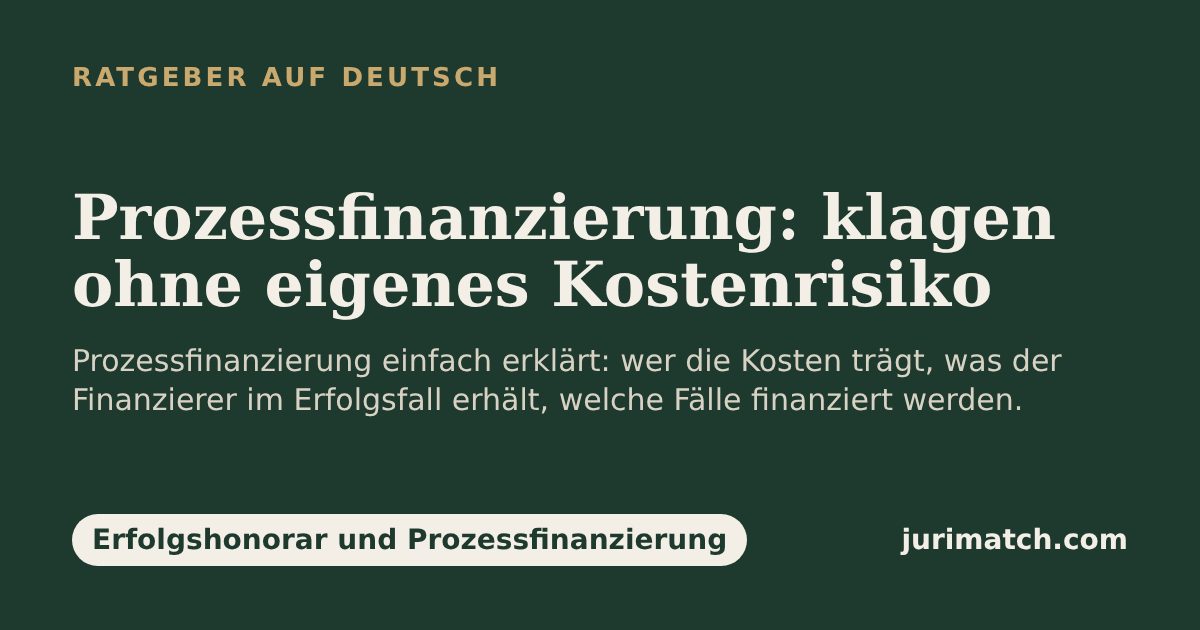 RATGEBER AUF DEUTSCH
Prozessfinanzierung: klagen
ohne eigenes Kostenrisiko
Prozessfinanzierung einfach erklärt: wer die Kosten trägt, was der
Finanzierer im Erfolgsfall erhält, welche Fälle finanziert werden.
Erfolgshonorar und Prozessfinanzierung
jurimatch.com